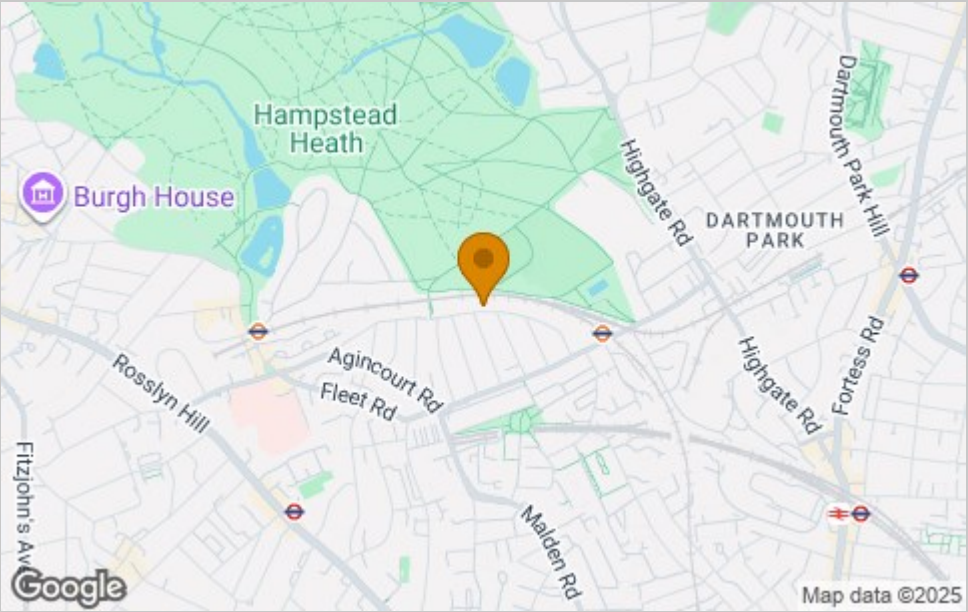 Hampstead
Heath
Burgh House
Highgate Rd
Dartmouth Park Hill
DARTMOUTH
PARK
Agincourt Rd
Fleet Rd
Rosslyn Hill
Highgate Rd
Fortess Rd
Fitzjohn's Av
Malden Rd
Google
Map data ©2025